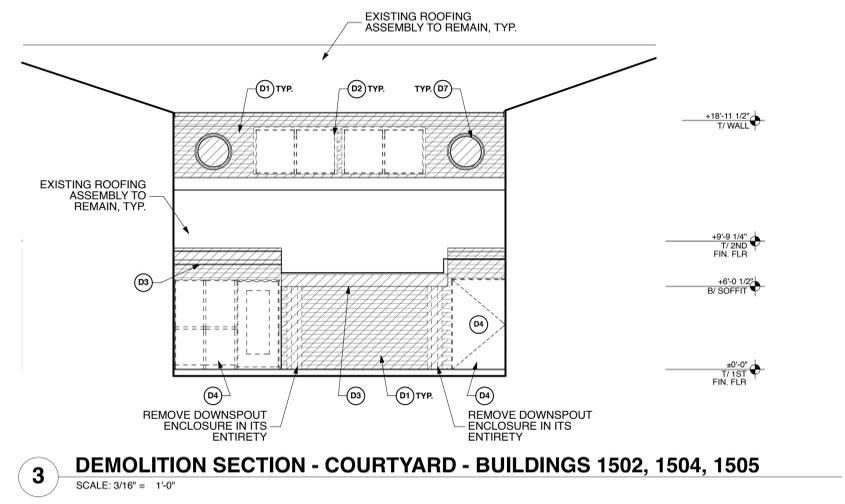 EXISTING ROOFING
ASSEMBLY TO REMAIN, TYP.
D1 TYP.
D2 TYP.
TYP. D7
+18'-11 1/2"
T/ WALL
EXISTING ROOFING
ASSEMBLY TO
REMAIN, TYP.
+9'-9 1/4"
T/ 2ND
FIN. FLR
D3
+6'-0 1/2"
B/ SOFFIT
D4
±0'-0"
T/ 1ST
FIN. FLR
D4
D3
D1 TYP.
D4
REMOVE DOWNSPOUT
ENCLOSURE IN ITS
ENTIRETY
REMOVE DOWNSPOUT
ENCLOSURE IN ITS
ENTIRETY
3
DEMOLITION SECTION - COURTYARD - BUILDINGS 1502, 1504, 1505
SCALE: 3/16" = 1'-0"